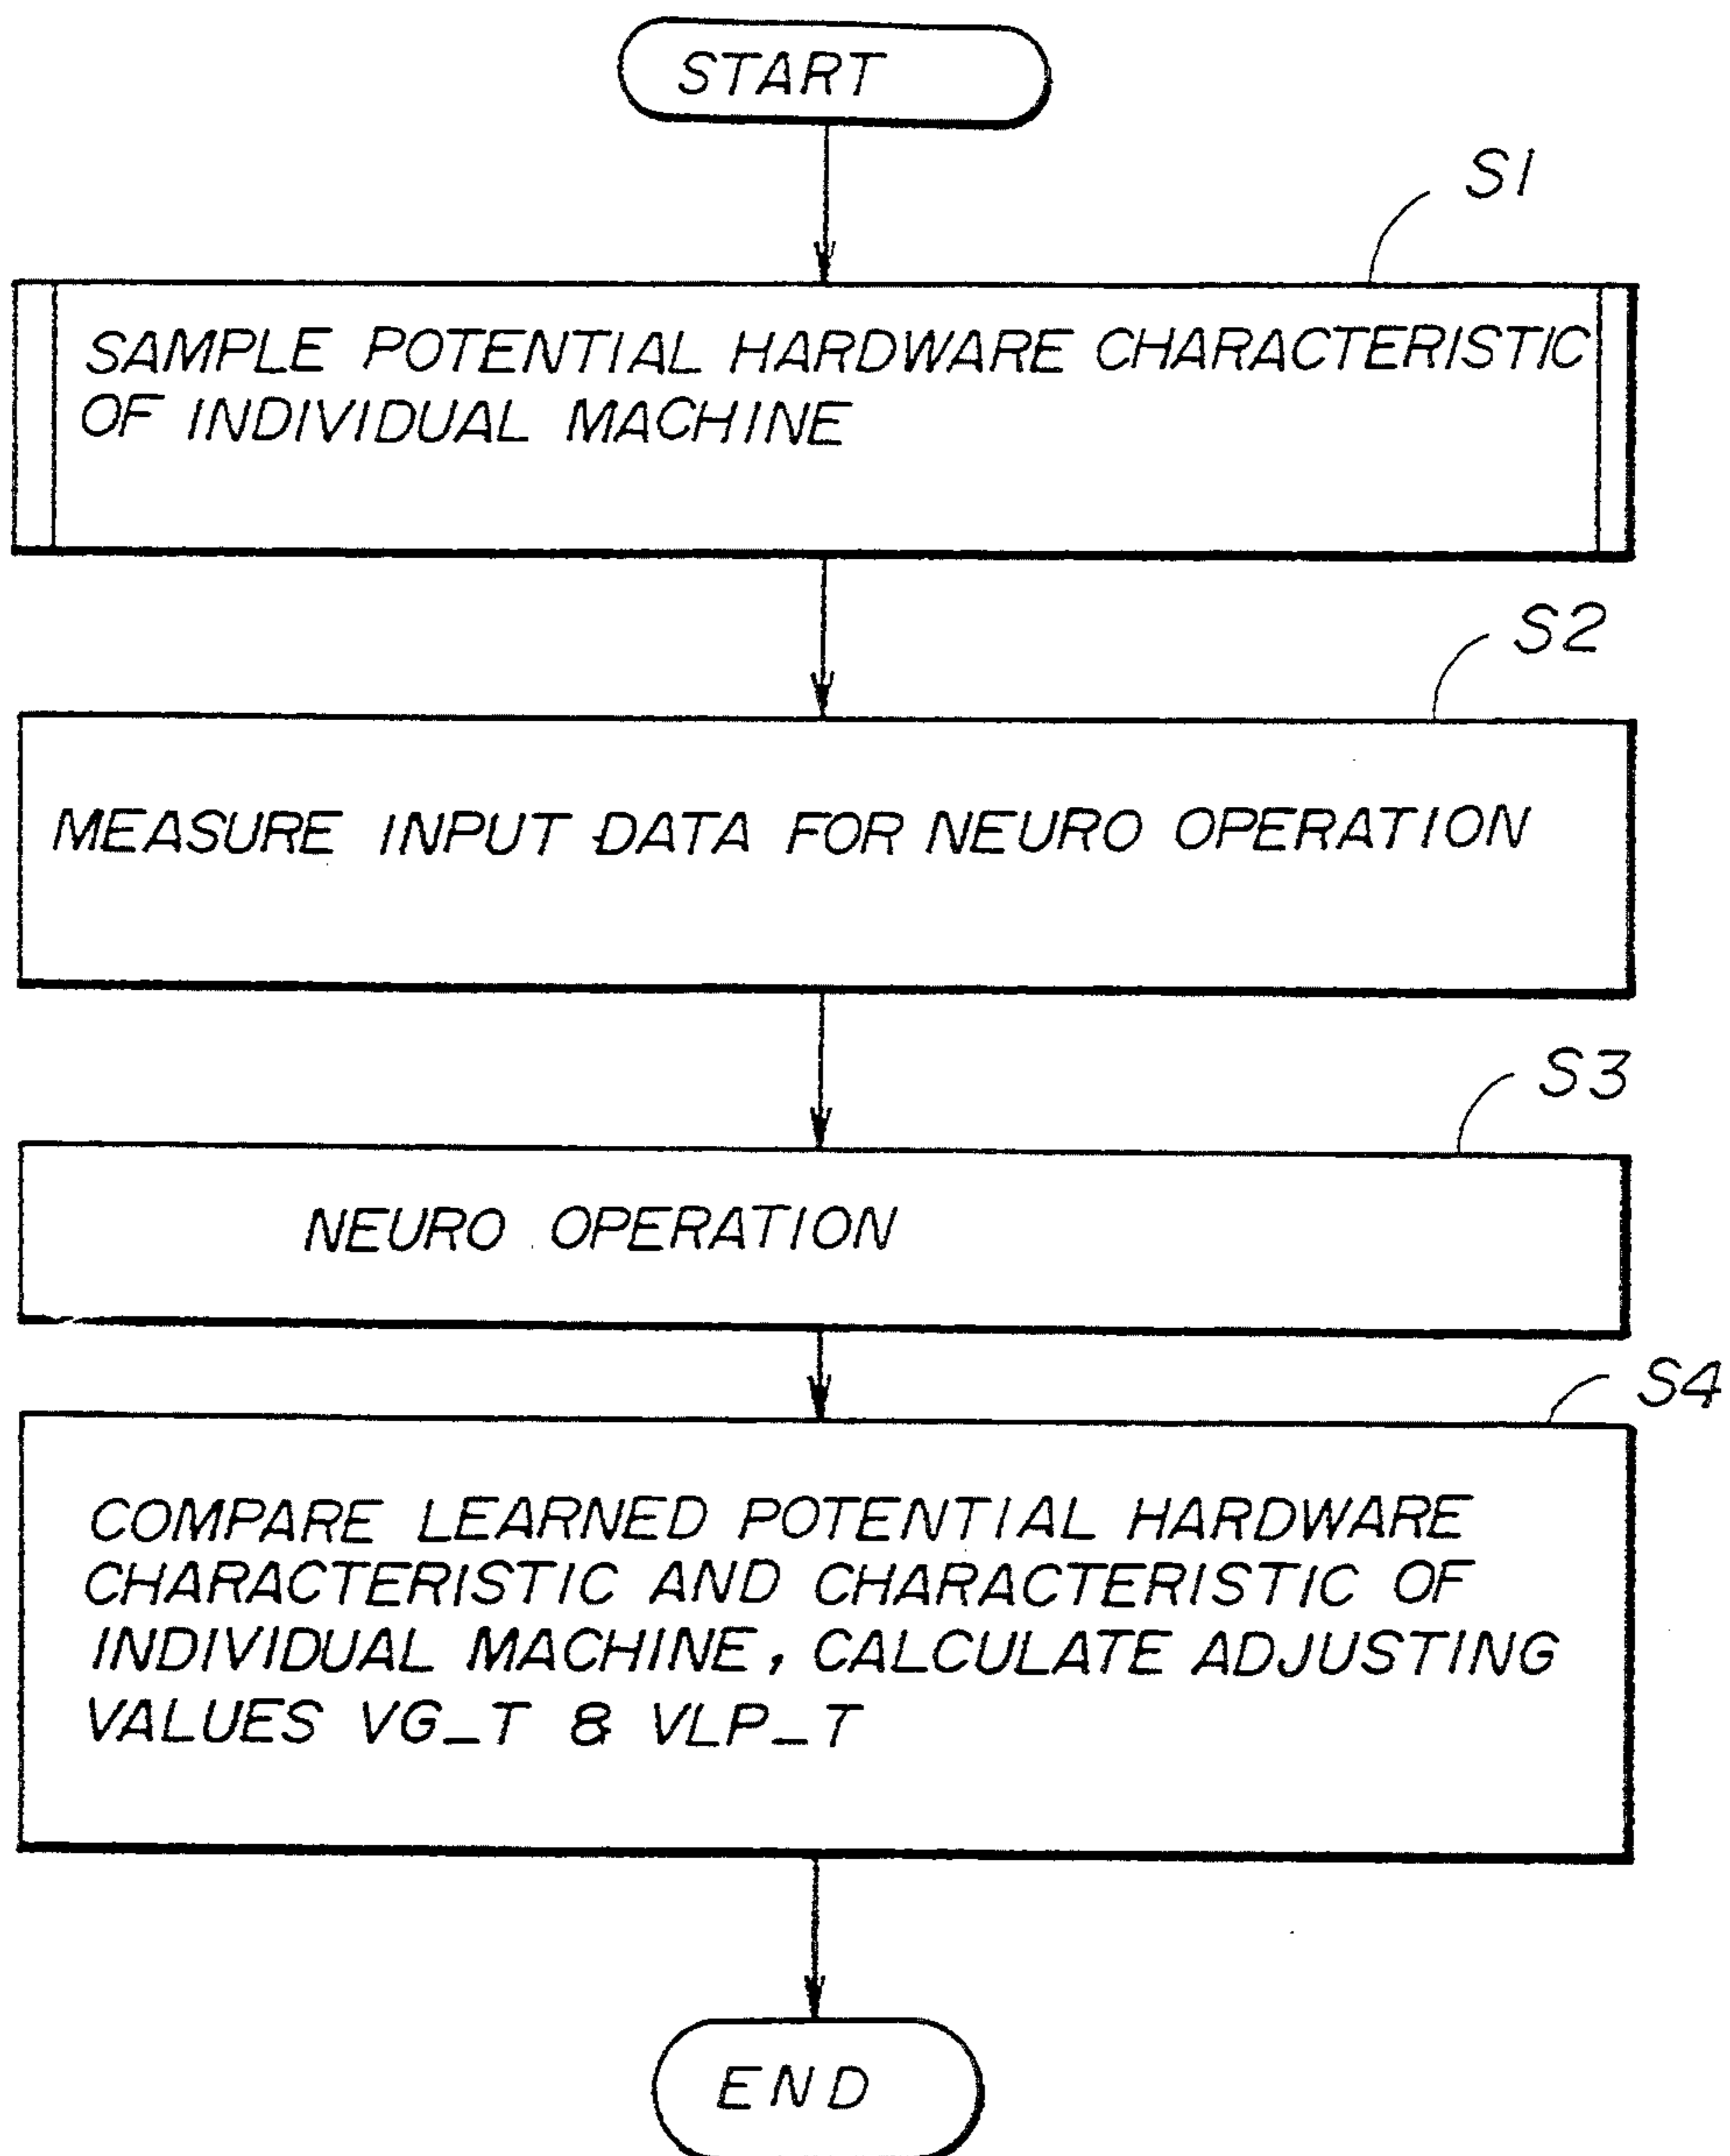 START
S1
SAMPLE POTENTIAL HARDWARE CHARACTERISTIC
OF INDIVIDUAL MACHINE
S2
MEASURE INPUT DATA FOR NEURO OPERATION
S3
NEURO OPERATION
S4
COMPARE LEARNED POTENTIAL HARDWARE
CHARACTERISTIC AND CHARACTERISTIC OF
INDIVIDUAL MACHINE, CALCULATE ADJUSTING
VALUES VG_T & VLP_T
END